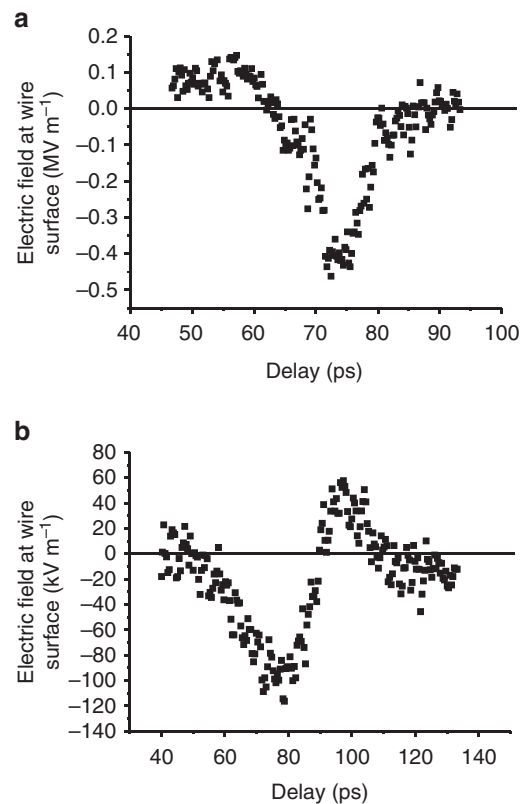 a
Electric field at wire
surface (MV m⁻¹)
0.2
0.1
0.0
−0.1
−0.2
−0.3
−0.4
−0.5
40 50 60 70 80 90 100
Delay (ps)
b
Electric field at wire
surface (kV m⁻¹)
80
60
40
20
0
−20
−40
−60
−80
−100
−120
−140
40 60 80 100 120 140
Delay (ps)